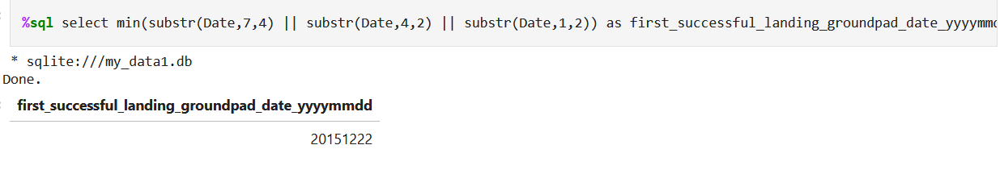 %sql select min(substr(Date,7,4) || substr(Date,4,2) || substr(Date,1,2)) as first_successful_landing_groundpad_date_yyyymmd
* sqlite:///my_data1.db
Done.
first_successful_landing_groundpad_date_yyyymmdd
20151222